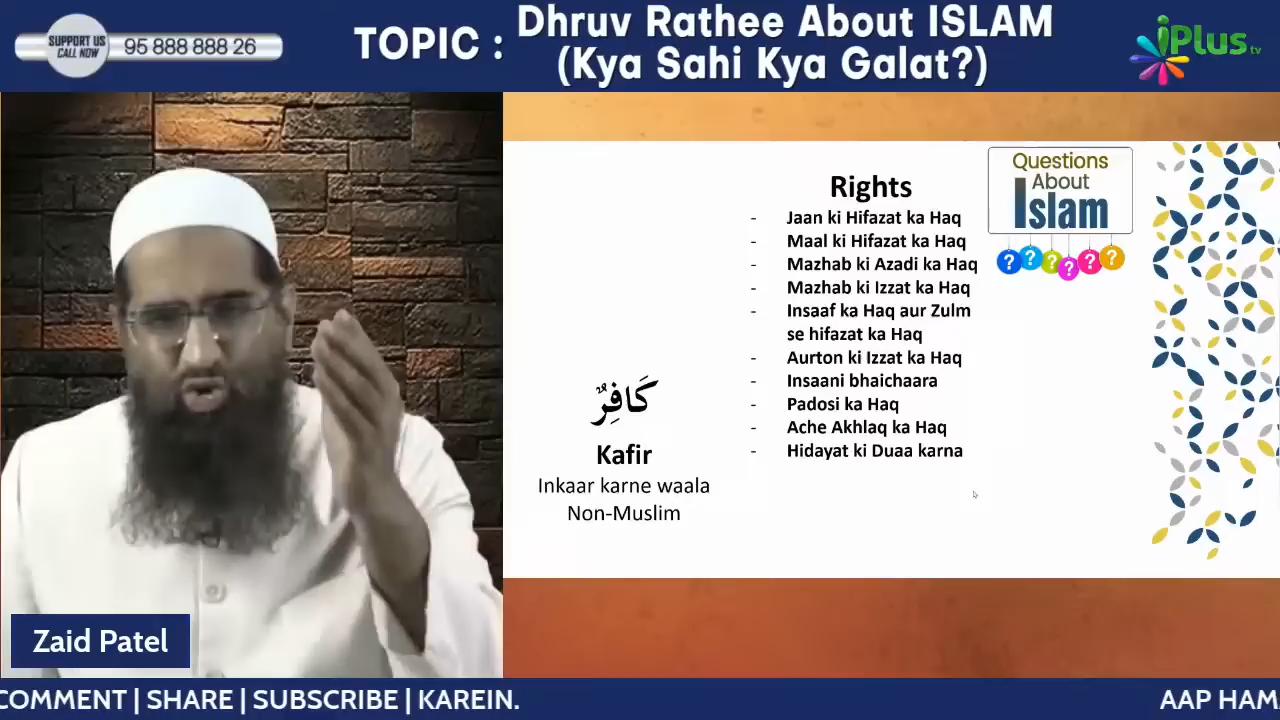 SUPPORT US
CALL NOW
95 888 888 26
TOPIC :
Dhruv Rathee About ISLAM
(Kya Sahi Kya Galat?)
iPlus tv
Questions
About
Islam
? ? ? ? ? ?
Rights
- Jaan ki Hifazat ka Haq
- Maal ki Hifazat ka Haq
- Mazhab ki Azadi ka Haq
- Mazhab ki Izzat ka Haq
- Insaaf ka Haq aur Zulm
se hifazat ka Haq
- Aurton ki Izzat ka Haq
- Insaani bhaichaara
- Padosi ka Haq
- Ache Akhlaq ka Haq
- Hidayat ki Duaa karna
كَافِرٌ
Kafir
Inkaar karne waala
Non-Muslim
Zaid Patel
COMMENT | SHARE | SUBSCRIBE | KAREIN.
AAP HAM